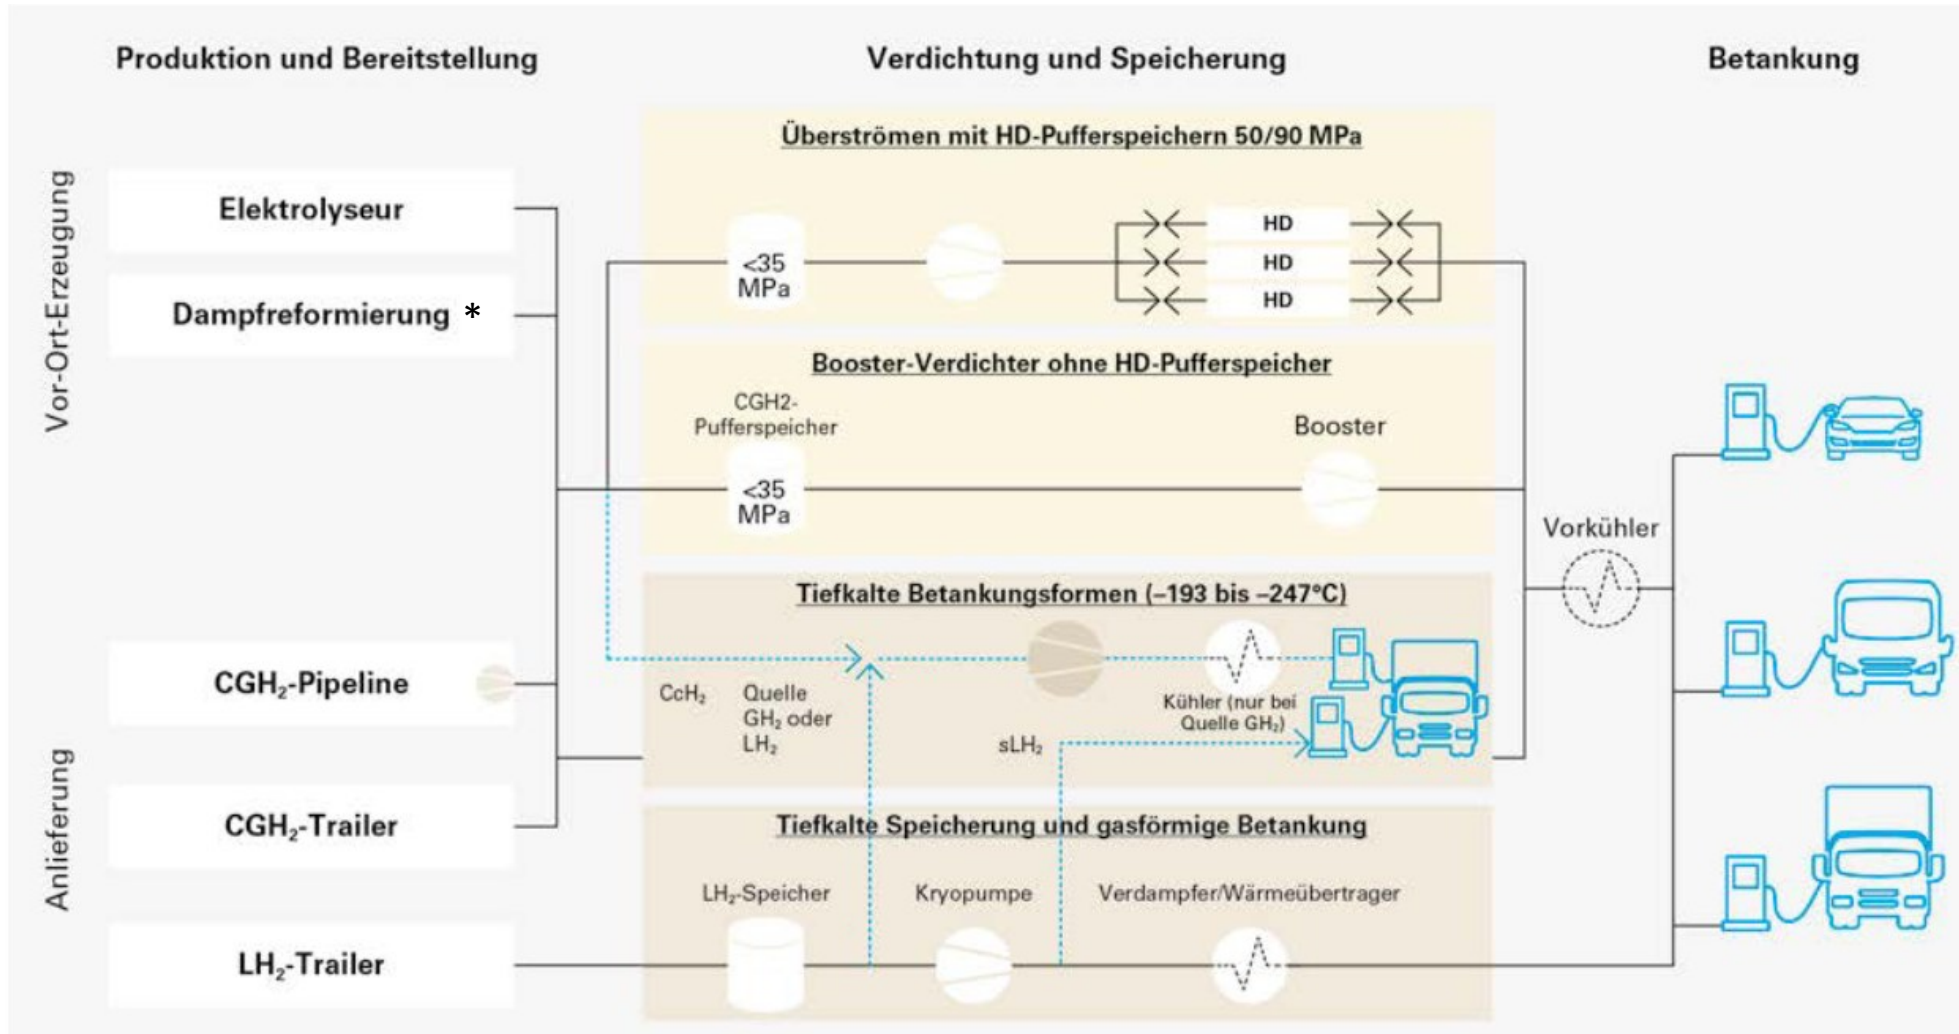 Produktion und Bereitstellung
Verdichtung und Speicherung
Betankung
Vor-Ort-Erzeugung
Elektrolyseur
Dampfreformierung *
Anlieferung
CGH₂-Pipeline
CGH₂-Trailer
LH₂-Trailer
Überströmen mit HD-Pufferspeichern 50/90 MPa
<35
MPa
HD
HD
HD
Booster-Verdichter ohne HD-Pufferspeicher
CGH2-
Pufferspeicher
<35
MPa
Booster
Tiefkalte Betankungsformen (–193 bis –247°C)
CcH₂
Quelle
GH₂ oder
LH₂
sLH₂
Kühler (nur bei
Quelle GH₂)
Tiefkalte Speicherung und gasförmige Betankung
LH₂-Speicher
Kryopumpe
Verdampfer/Wärmeübertrager
Vorkühler